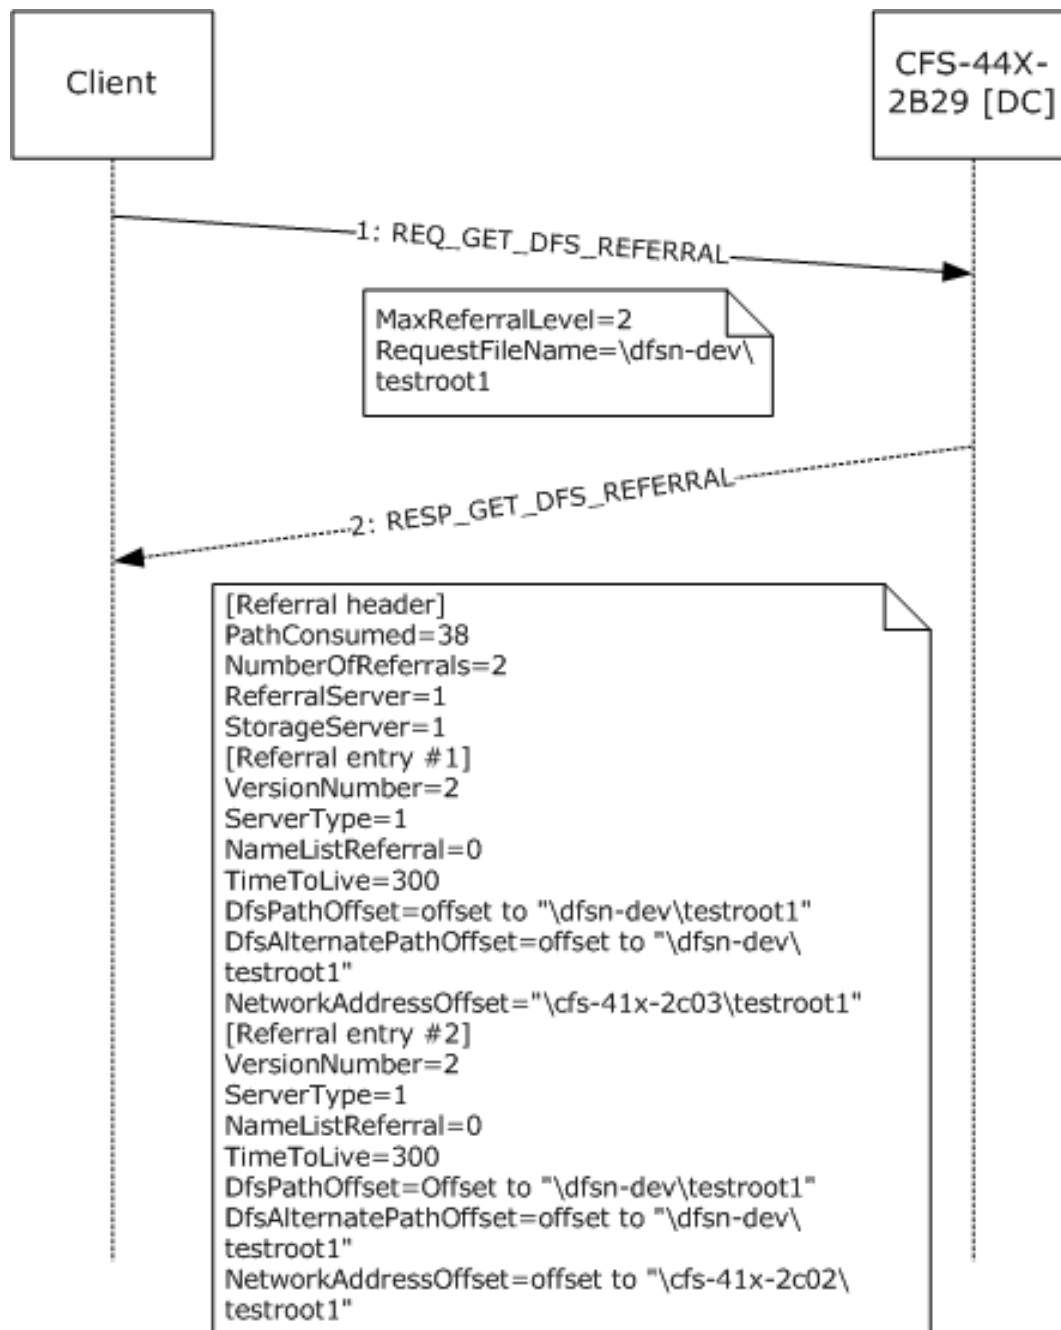 Client
CFS-44X-
2B29 [DC]
1: REQ_GET_DFS_REFERRAL
MaxReferralLevel=2
RequestFileName=\dfsn-dev\
testroot1
2: RESP_GET_DFS_REFERRAL
[Referral header]
PathConsumed=38
NumberOfReferrals=2
ReferralServer=1
StorageServer=1
[Referral entry #1]
VersionNumber=2
ServerType=1
NameListReferral=0
TimeToLive=300
DfsPathOffset=offset to "\dfsn-dev\testroot1"
DfsAlternatePathOffset=offset to "\dfsn-dev\
testroot1"
NetworkAddressOffset="\cfs-41x-2c03\testroot1"
[Referral entry #2]
VersionNumber=2
ServerType=1
NameListReferral=0
TimeToLive=300
DfsPathOffset=Offset to "\dfsn-dev\testroot1"
DfsAlternatePathOffset=offset to "\dfsn-dev\
testroot1"
NetworkAddressOffset=offset to "\cfs-41x-2c02\
testroot1"